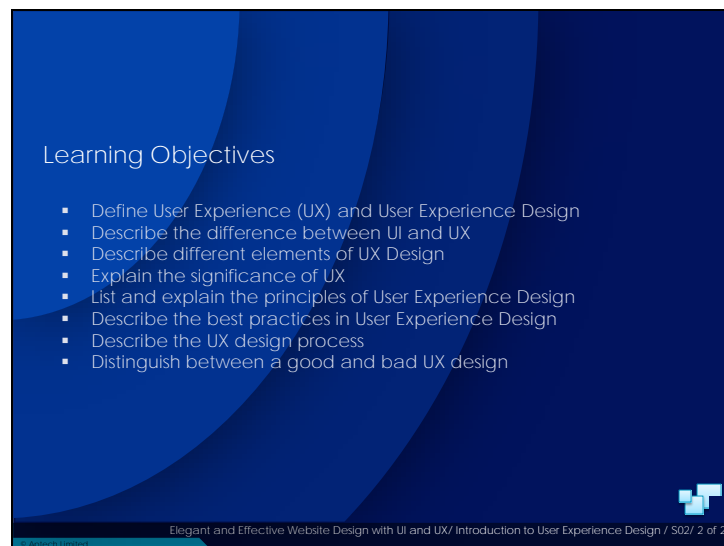 Learning Objectives
▪ Define User Experience (UX) and User Experience Design
▪ Describe the difference between UI and UX
▪ Describe different elements of UX Design
▪ Explain the significance of UX
▪ List and explain the principles of User Experience Design
▪ Describe the best practices in User Experience Design
▪ Describe the UX design process
▪ Distinguish between a good and bad UX design
Elegant and Effective Website Design with UI and UX/ Introduction to User Experience Design / S02/ 2 of 2
© Aptech Limited